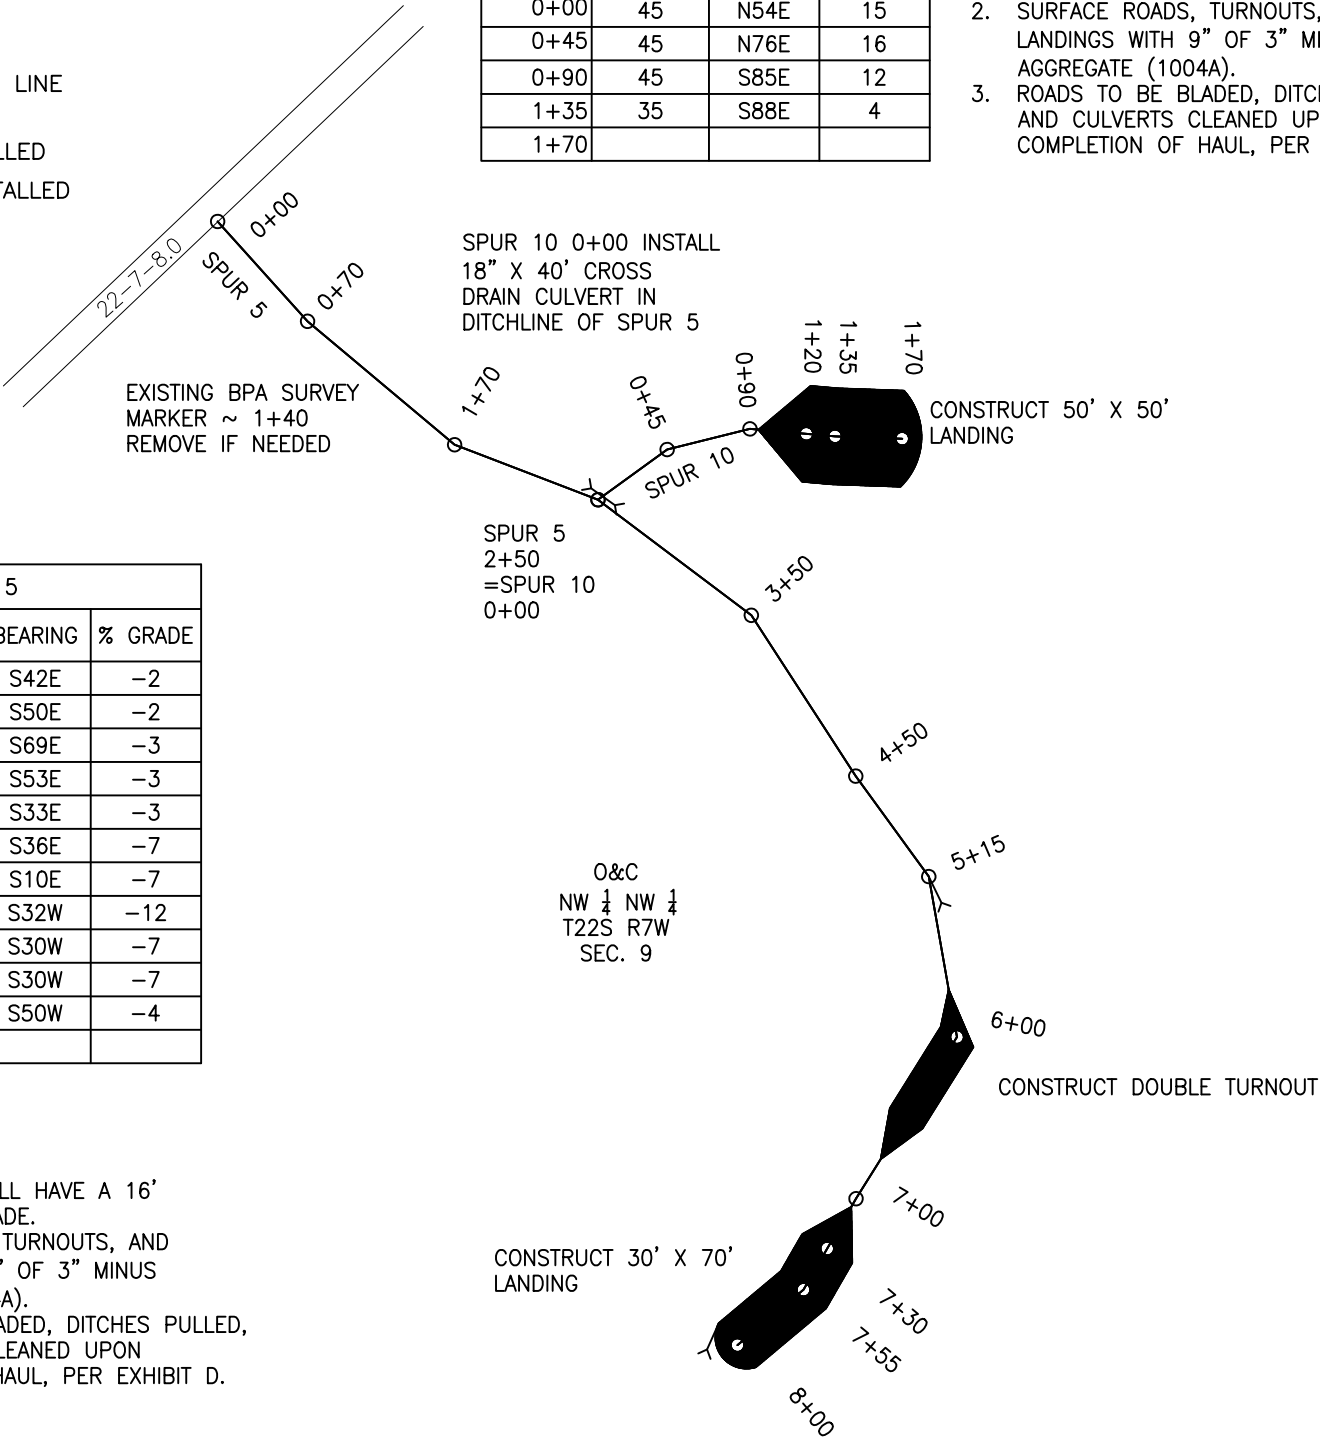 LINE
LLED
TALLED
0+00 45 N54E 15
0+45 45 N76E 16
0+90 45 S85E 12
1+35 35 S88E 4
1+70
2. SURFACE ROADS, TURNOUTS,
LANDINGS WITH 9" OF 3" MI
AGGREGATE (1004A).
3. ROADS TO BE BLADED, DITCH
AND CULVERTS CLEANED UP
COMPLETION OF HAUL, PER
22-7-8.0
SPUR 5
0+00
0+70
1+70
SPUR 10 0+00 INSTALL
18" X 40' CROSS
DRAIN CULVERT IN
DITCHLINE OF SPUR 5
EXISTING BPA SURVEY
MARKER ~ 1+40
REMOVE IF NEEDED
0+45
0+90
1+20
1+35
1+70
SPUR 10
CONSTRUCT 50' X 50'
LANDING
SPUR 5
2+50
=SPUR 10
0+00
3+50
4+50
5+15
5
BEARING % GRADE
S42E -2
S50E -2
S69E -3
S53E -3
S33E -3
S36E -7
S10E -7
S32W -12
S30W -7
S30W -7
S50W -4
O&C
NW 1/4 NW 1/4
T22S R7W
SEC. 9
6+00
CONSTRUCT DOUBLE TURNOUT
7+00
CONSTRUCT 30' X 70'
LANDING
7+30
7+55
8+00
LL HAVE A 16'
ADE.
TURNOUTS, AND
" OF 3" MINUS
A).
ADED, DITCHES PULLED,
LEANED UPON
HAUL, PER EXHIBIT D.